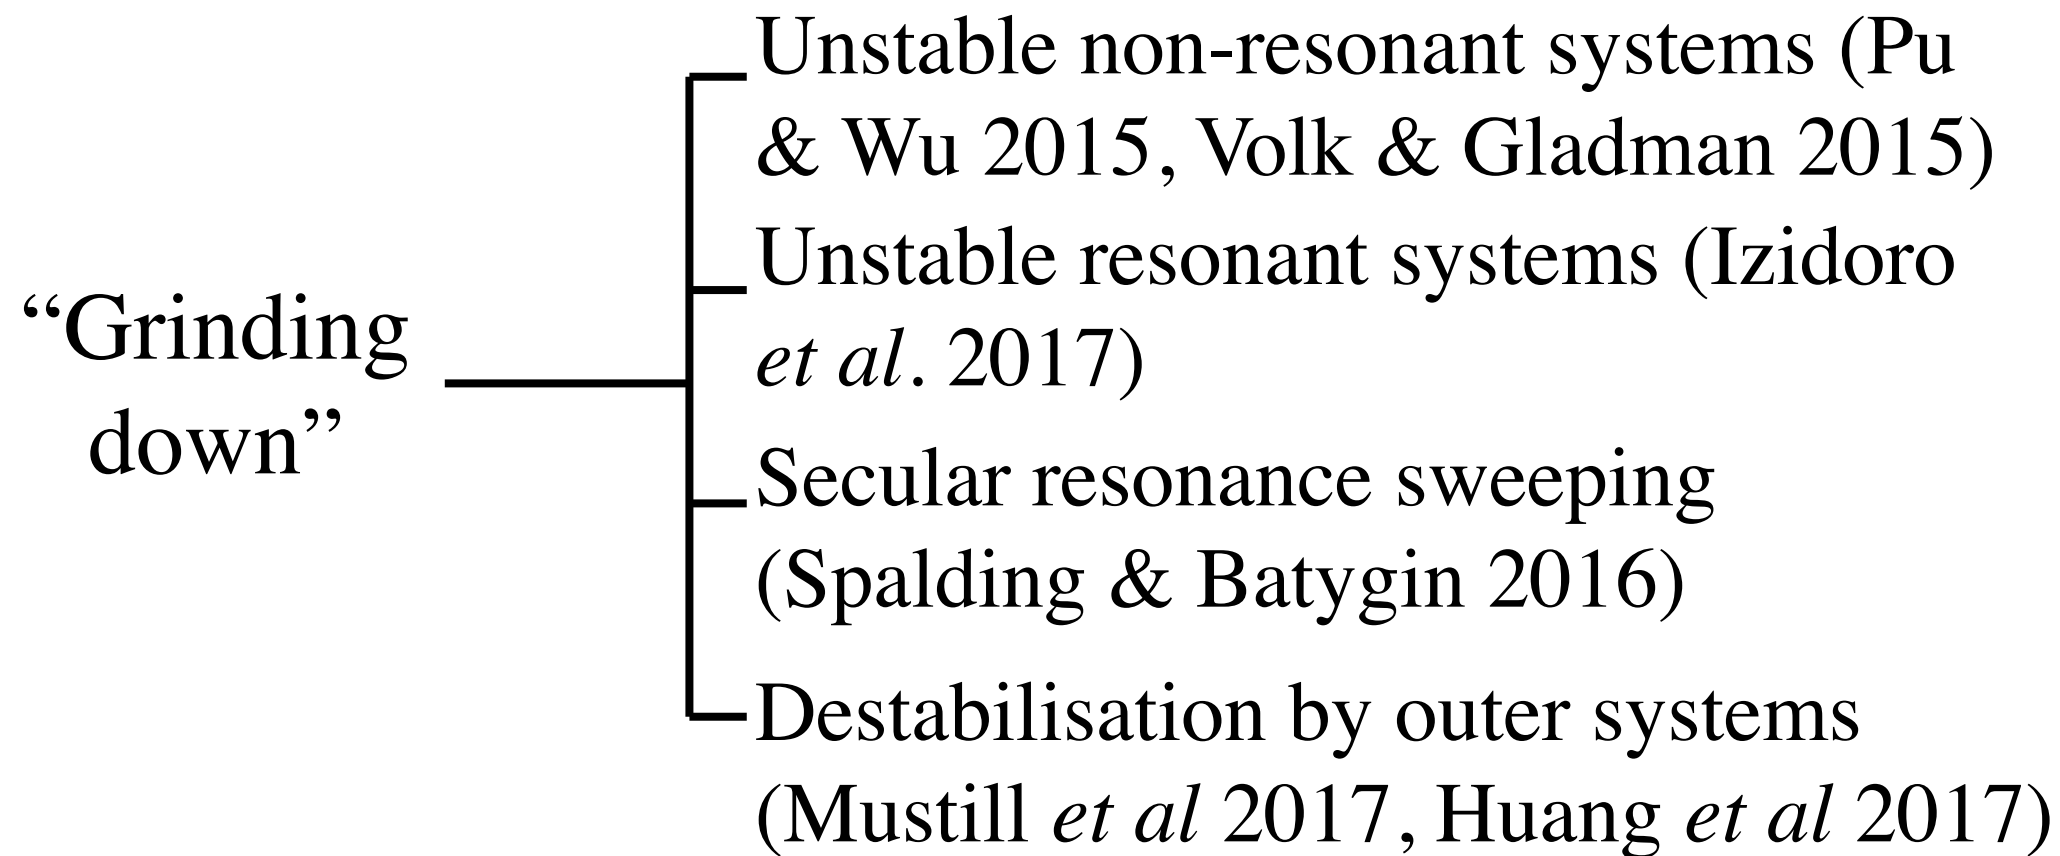 “Grinding
down”
Unstable non-resonant systems (Pu
& Wu 2015, Volk & Gladman 2015)
Unstable resonant systems (Izidoro
et al. 2017)
Secular resonance sweeping
(Spalding & Batygin 2016)
Destabilisation by outer systems
(Mustill et al 2017, Huang et al 2017)